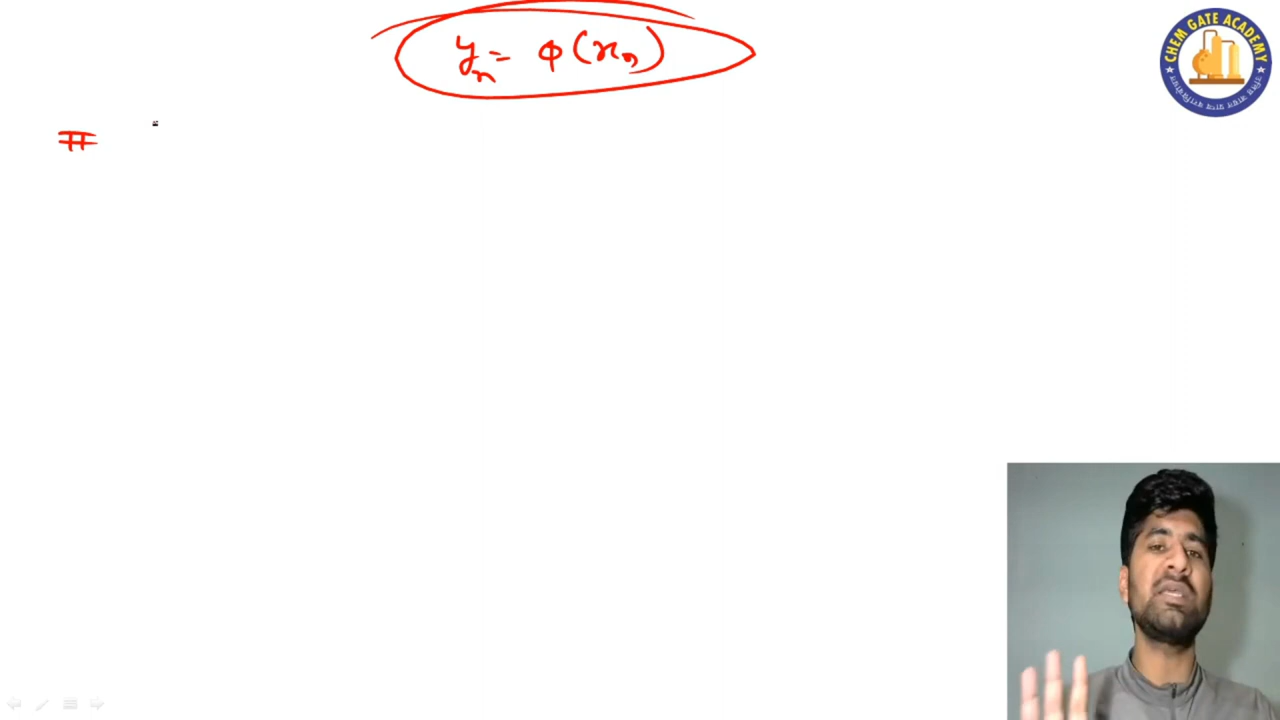 yₙ = φ(xₙ)
#
CHEM GATE ACADEMY